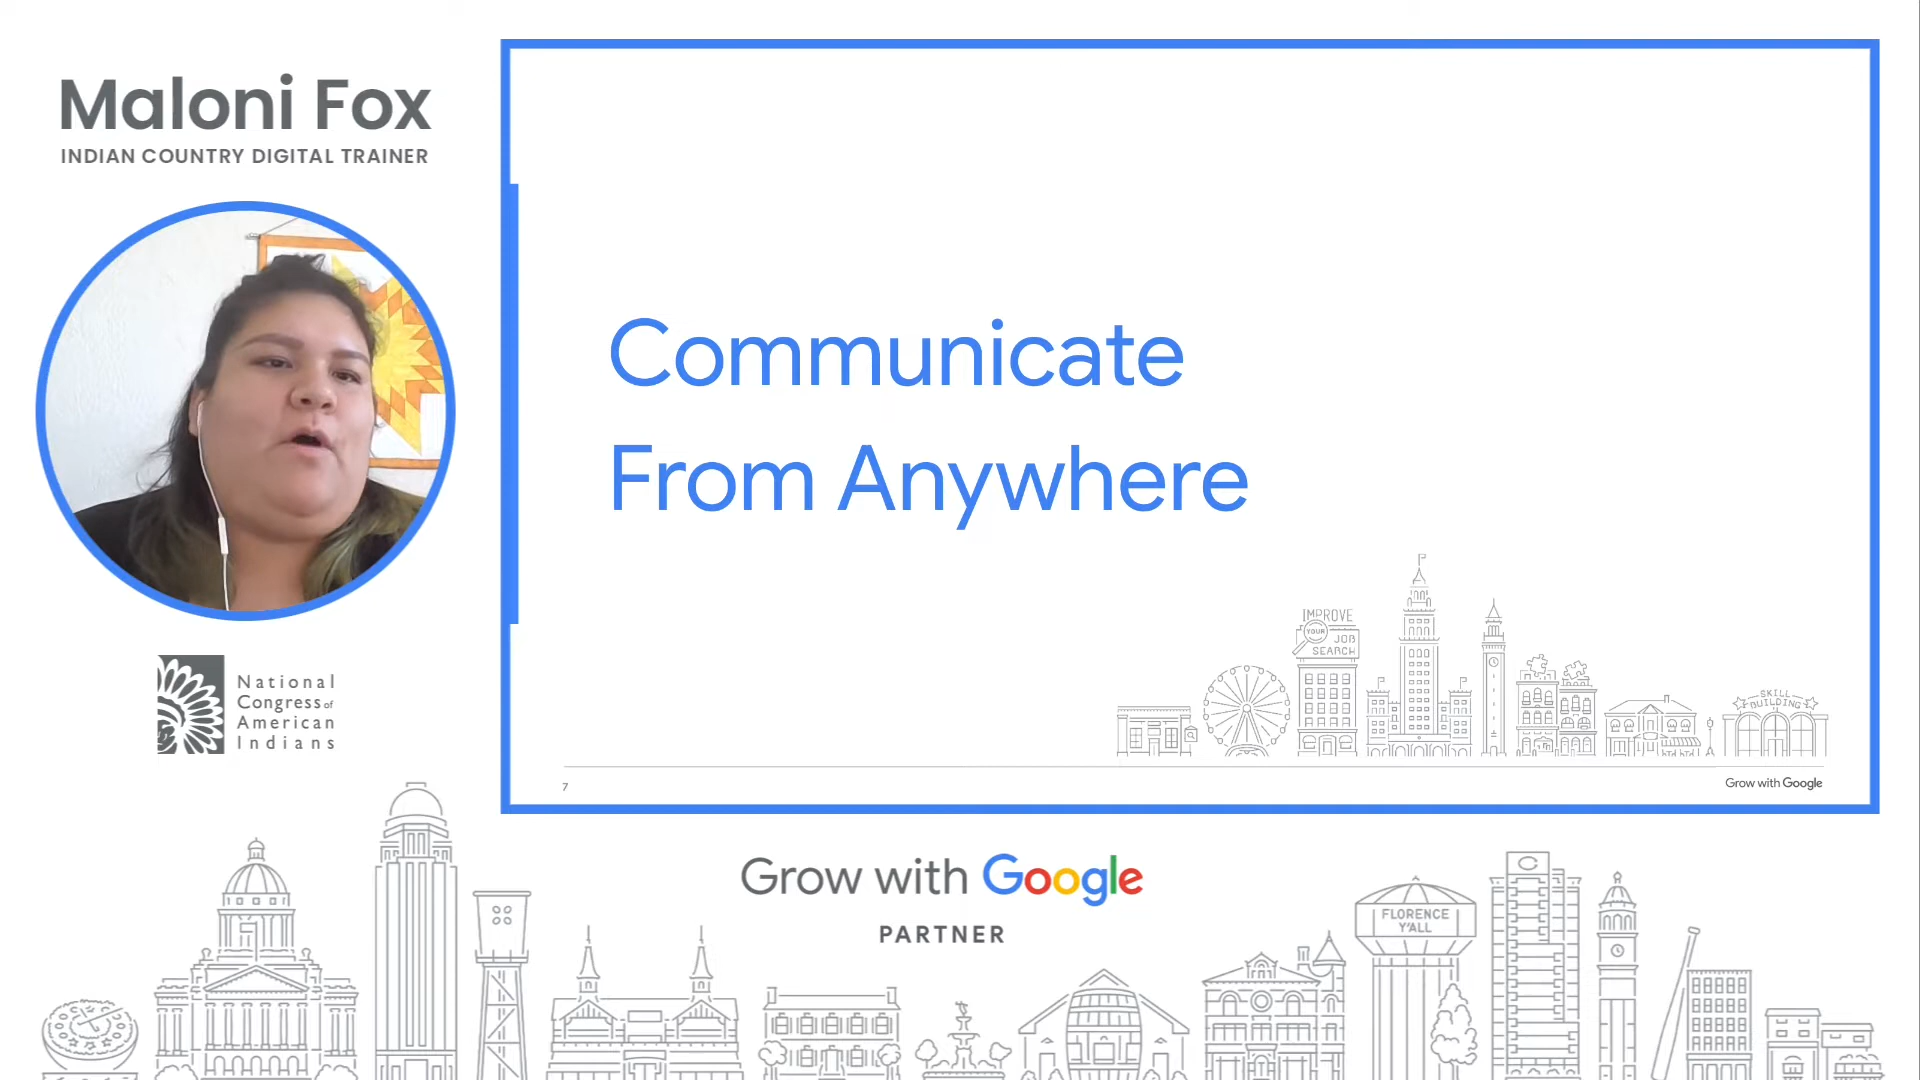 Maloni Fox
INDIAN COUNTRY DIGITAL TRAINER
National
Congress of
American
Indians
Communicate
From Anywhere
IMPROVE
YOUR
JOB
SEARCH
SKILL
BUILDING
7
Grow with Google
Grow with Google
PARTNER
FLORENCE
Y'ALL
C